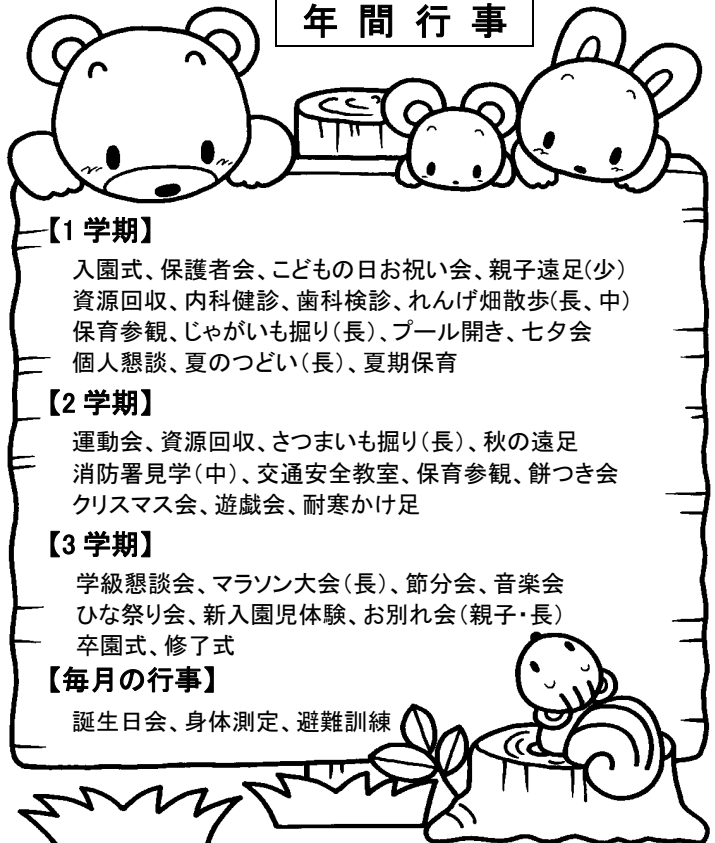 年間行事
【1 学期】
入園式、保護者会、こどもの日お祝い会、親子遠足(少)
資源回収、内科健診、歯科検診、れんげ畑散歩(長、中)
保育参観、じゃがいも掘り(長)、プール開き、七夕会
個人懇談、夏のつどい(長)、夏期保育
【2 学期】
運動会、資源回収、さつまいも掘り(長)、秋の遠足
消防署見学(中)、交通安全教室、保育参観、餅つき会
クリスマス会、遊戯会、耐寒かけ足
【3 学期】
学級懇談会、マラソン大会(長)、節分会、音楽会
ひな祭り会、新入園児体験、お別れ会(親子・長)
卒園式、修了式
【毎月の行事】
誕生日会、身体測定、避難訓練